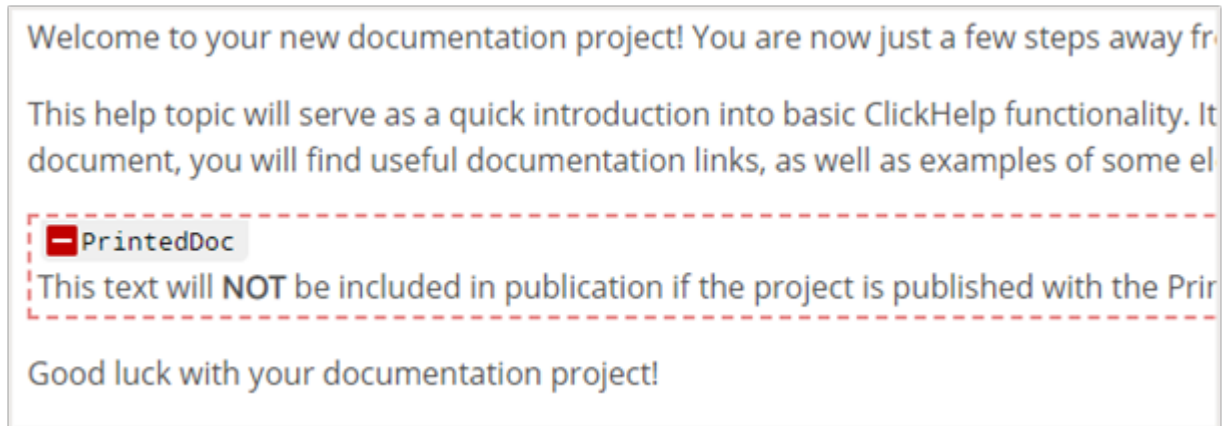 Welcome to your new documentation project! You are now just a few steps away
This help topic will serve as a quick introduction into basic ClickHelp functionality. It
document, you will find useful documentation links, as well as examples of some
PrintedDoc
This text will NOT be included in publication if the project is published with the
Good luck with your documentation project!